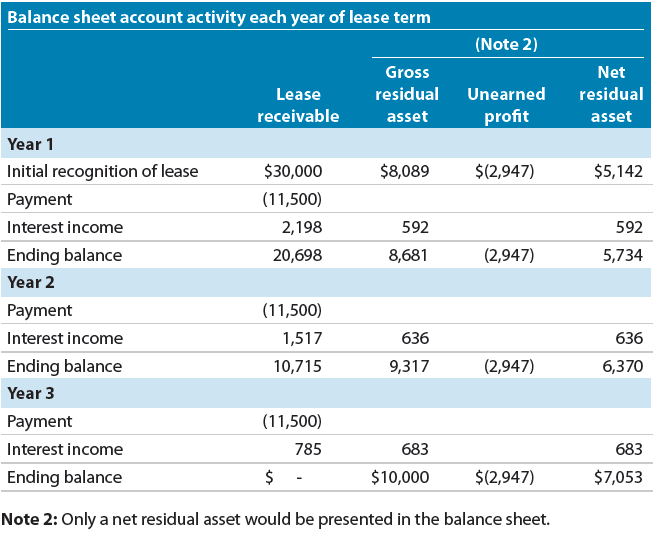 Balance sheet account activity each year of lease term
(Note 2)
Lease receivable Gross residual asset Unearned profit Net residual asset
Year 1
Initial recognition of lease $30,000 $8,089 $(2,947) $5,142
Payment (11,500)
Interest income 2,198 592 592
Ending balance 20,698 8,681 (2,947) 5,734
Year 2
Payment (11,500)
Interest income 1,517 636 636
Ending balance 10,715 9,317 (2,947) 6,370
Year 3
Payment (11,500)
Interest income 785 683 683
Ending balance $ - $10,000 $(2,947) $7,053
Note 2: Only a net residual asset would be presented in the balance sheet.